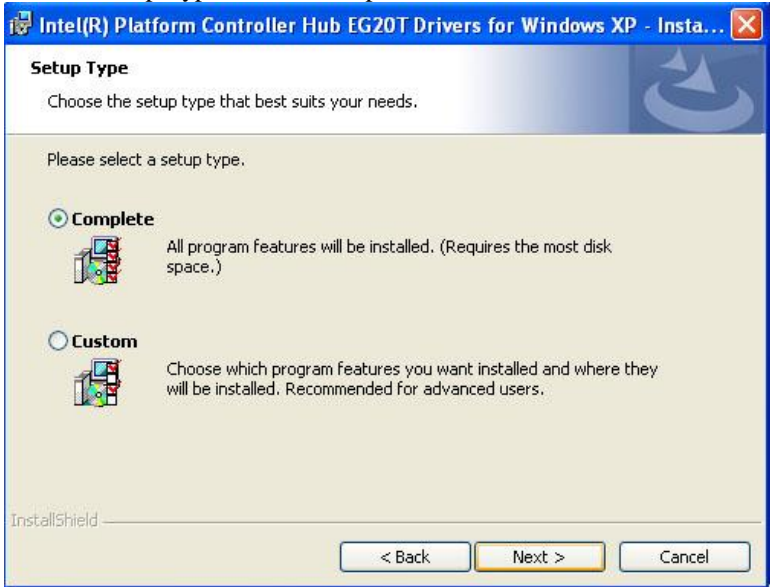 Intel(R) Platform Controller Hub EG20T Drivers for Windows XP - Insta...
Setup Type
Choose the setup type that best suits your needs.
Please select a setup type.
Complete
All program features will be installed. (Requires the most disk
space.)
Custom
Choose which program features you want installed and where they
will be installed. Recommended for advanced users.
InstallShield
< Back Next > Cancel